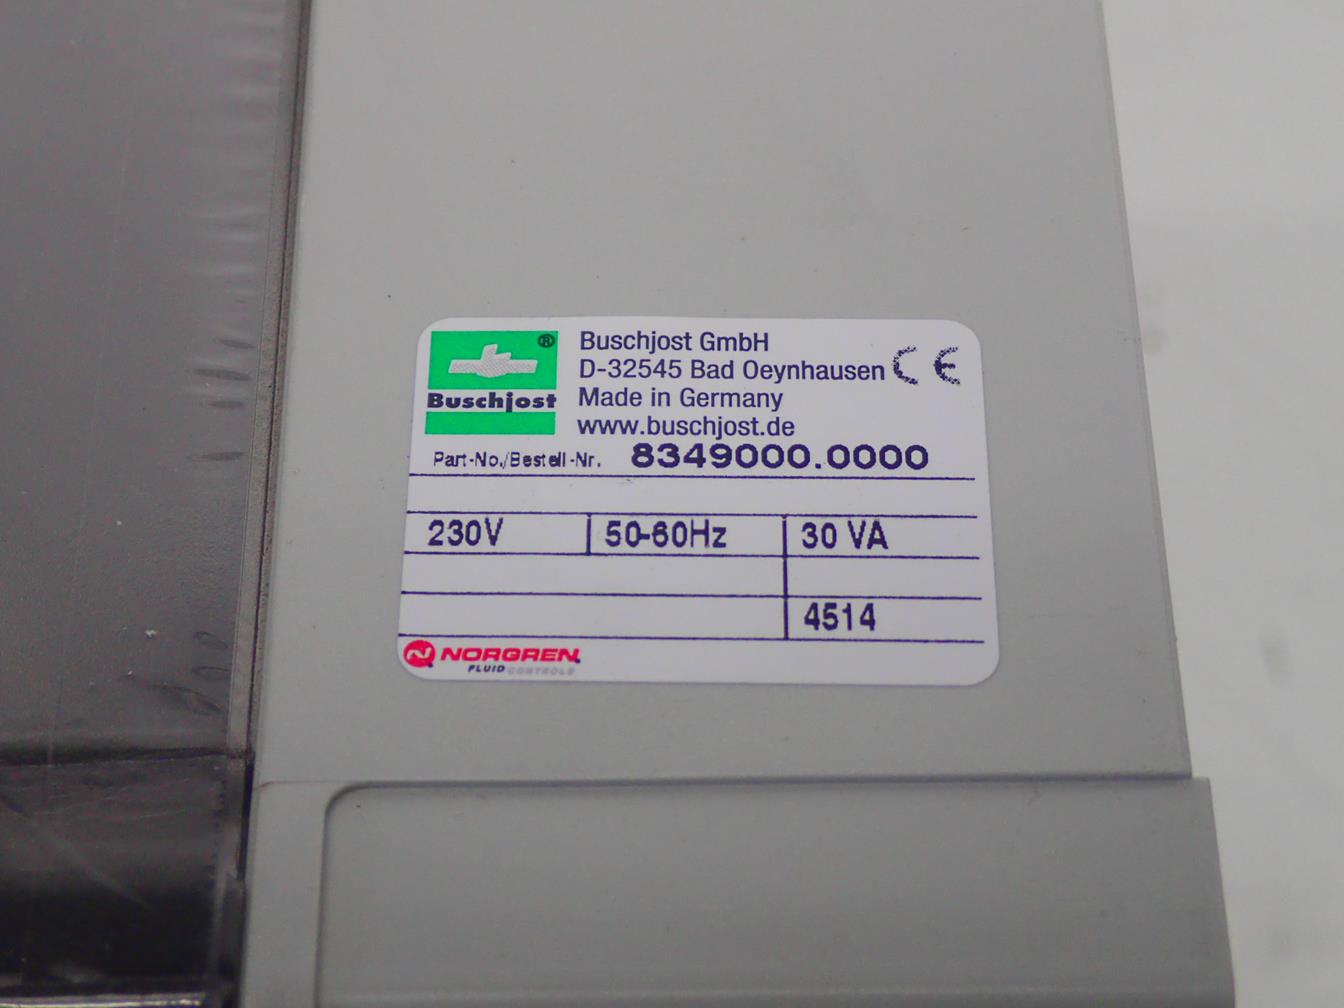 ®
Buschjost
Buschjost GmbH
D-32545 Bad Oeynhausen
Made in Germany
www.buschjost.de
CE
Part-No./Bestell-Nr. 8349000.0000
230V 50-60Hz 30 VA
4514
NORGREN
FLUID CONTROLS